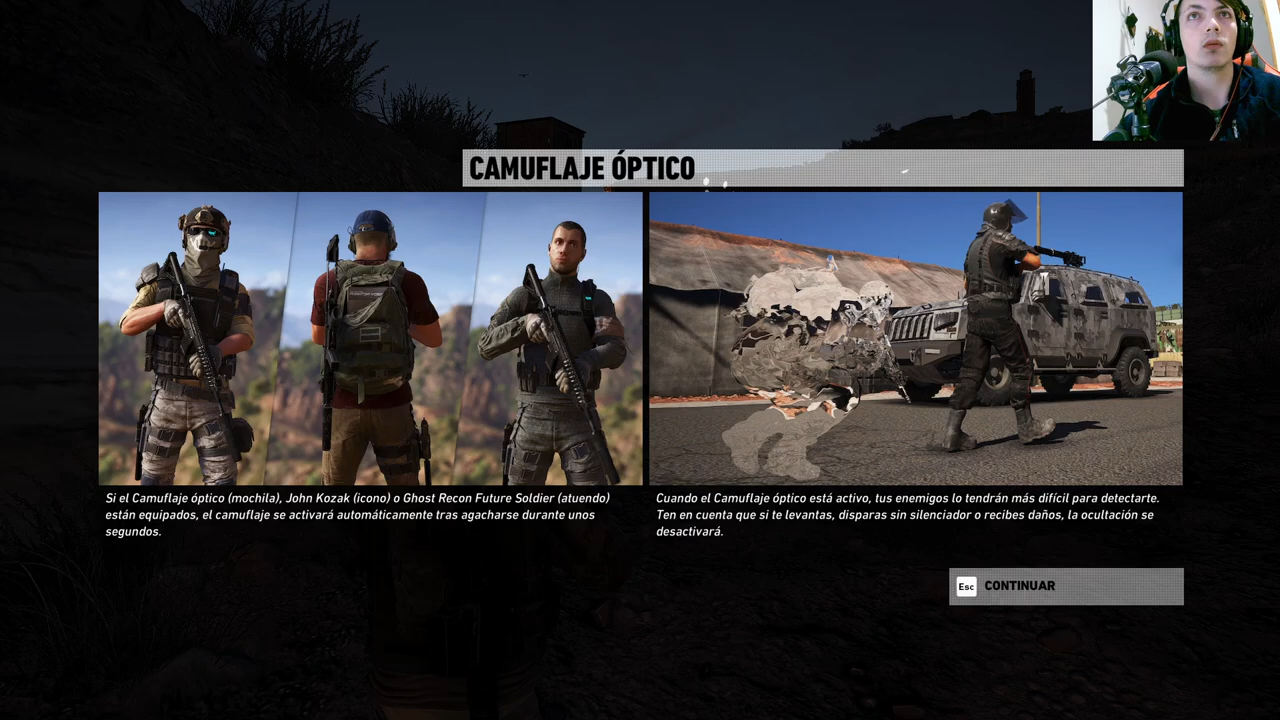 CAMUFLAJE ÓPTICO
Si el Camuflaje óptico (mochila), John Kozak (icono) o Ghost Recon Future Soldier (atuendo)
están equipados, el camuflaje se activará automáticamente tras agacharse durante unos
segundos.
Cuando el Camuflaje óptico está activo, tus enemigos lo tendrán más difícil para detectarte.
Ten en cuenta que si te levantas, disparas sin silenciador o recibes daños, la ocultación se
desactivará.
Esc CONTINUAR